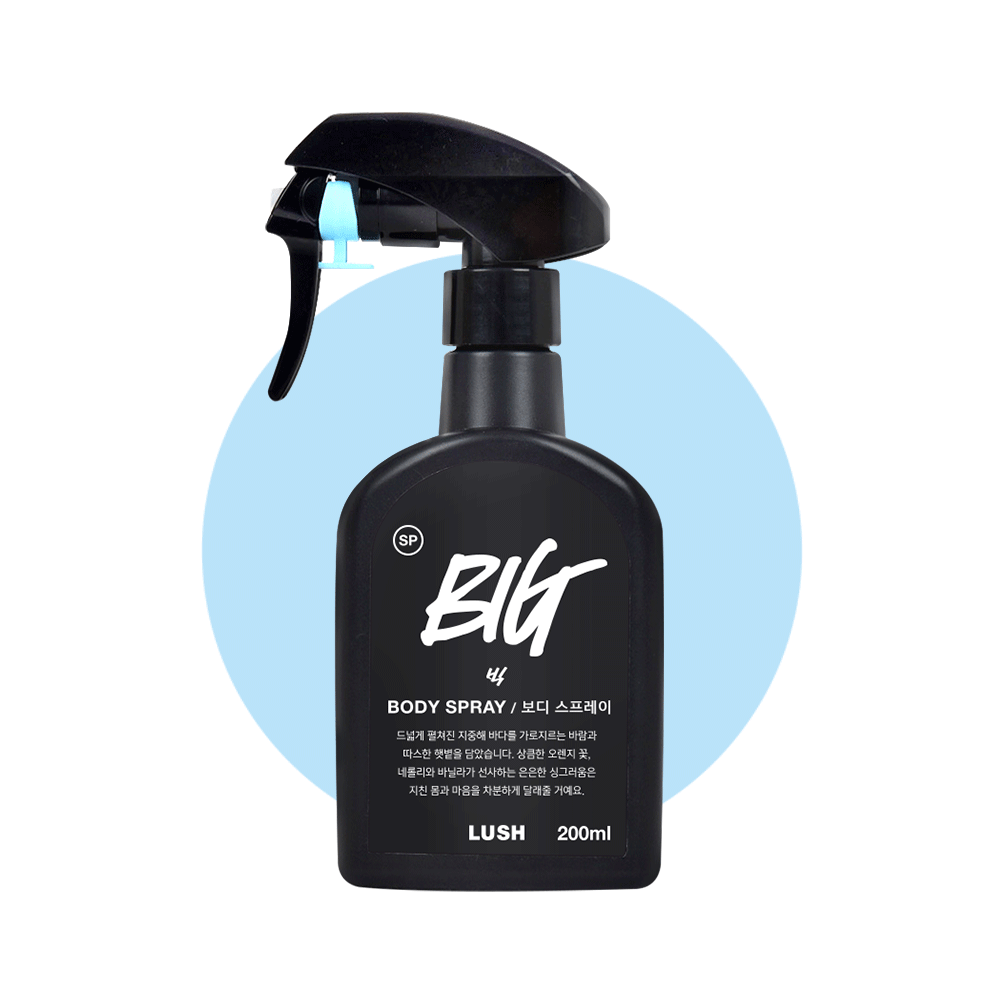 SP
BIG
빅
BODY SPRAY / 보디 스프레이
드넓게 펼쳐진 지중해 바다를 가로지르는 바람과
따스한 햇볕을 담았습니다. 상큼한 오렌지 꽃,
네롤리와 바닐라가 선사하는 은은한 싱그러움은
지친 몸과 마음을 차분하게 달래줄 거예요.
LUSH 200ml